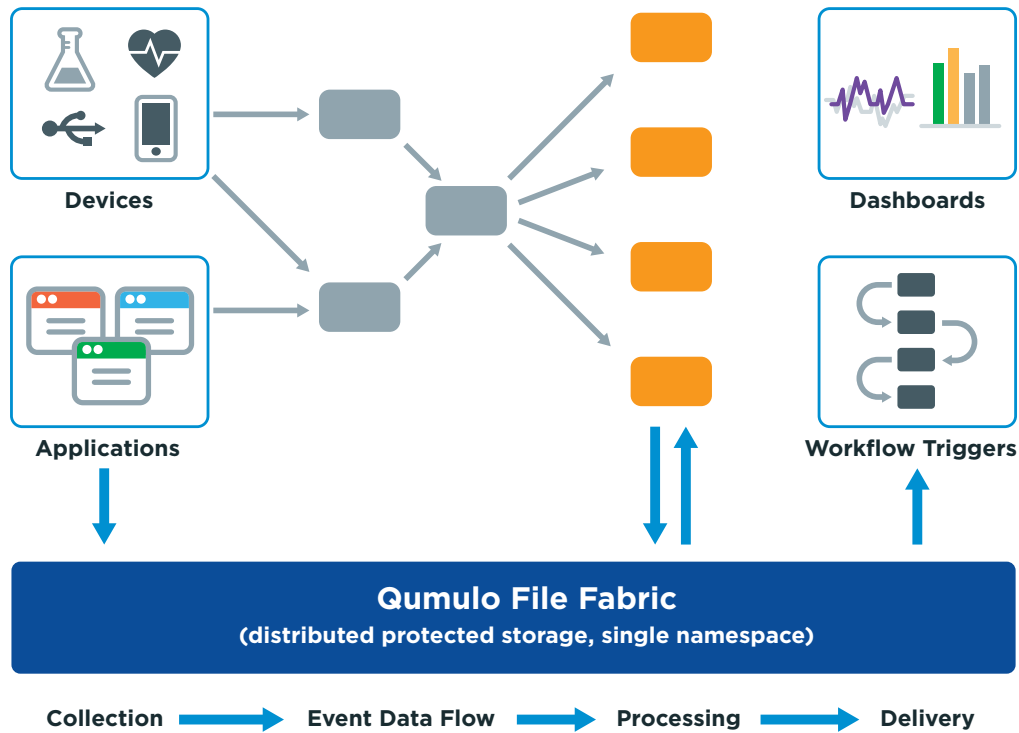 Devices
Dashboards
Applications
Workflow Triggers
Qumulo File Fabric
(distributed protected storage, single namespace)
Collection
Event Data Flow
Processing
Delivery